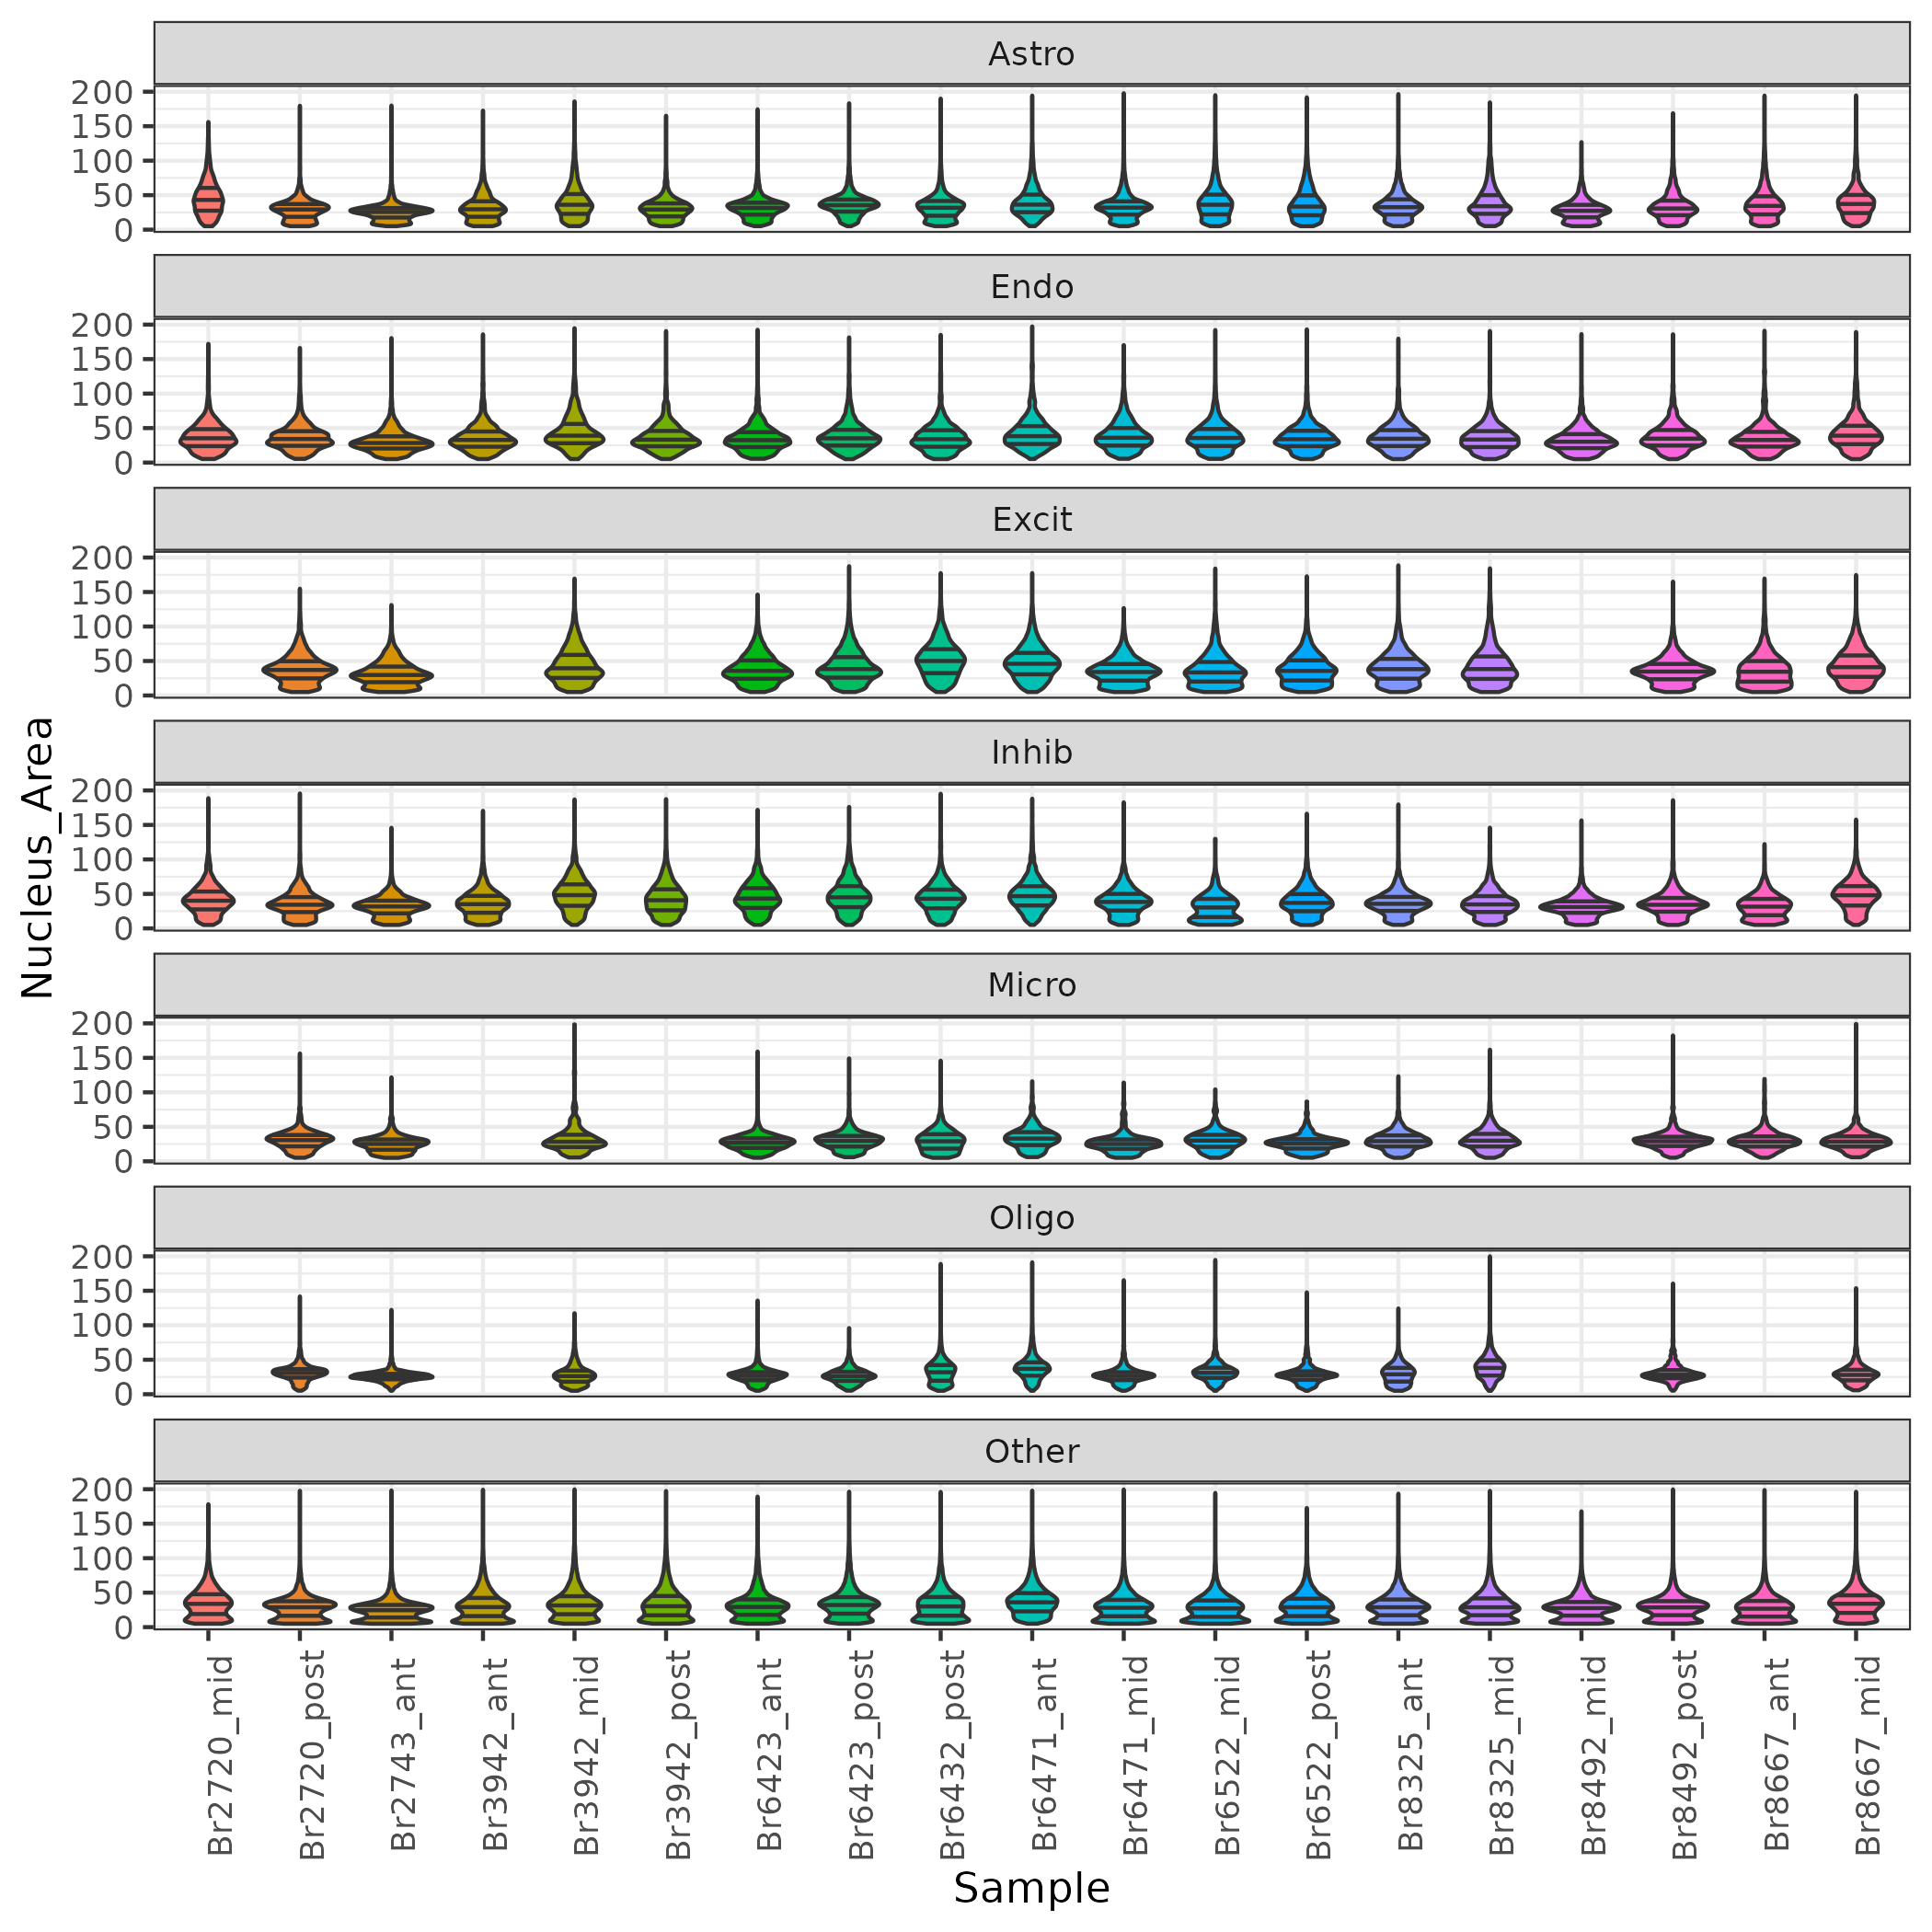 Astro
200
150
100
50
0
Endo
200
150
100
50
0
Excit
200
150
100
50
0
Inhib
200
150
100
50
0
Micro
200
150
100
50
0
Oligo
200
150
100
50
0
Other
200
150
100
50
0
Nucleus_Area
Br2720_mid
Br2720_post
Br2743_ant
Br3942_ant
Br3942_mid
Br3942_post
Br6423_ant
Br6423_post
Br6432_post
Br6471_ant
Br6471_mid
Br6522_mid
Br6522_post
Br8325_ant
Br8325_mid
Br8492_mid
Br8492_post
Br8667_ant
Br8667_mid
Sample